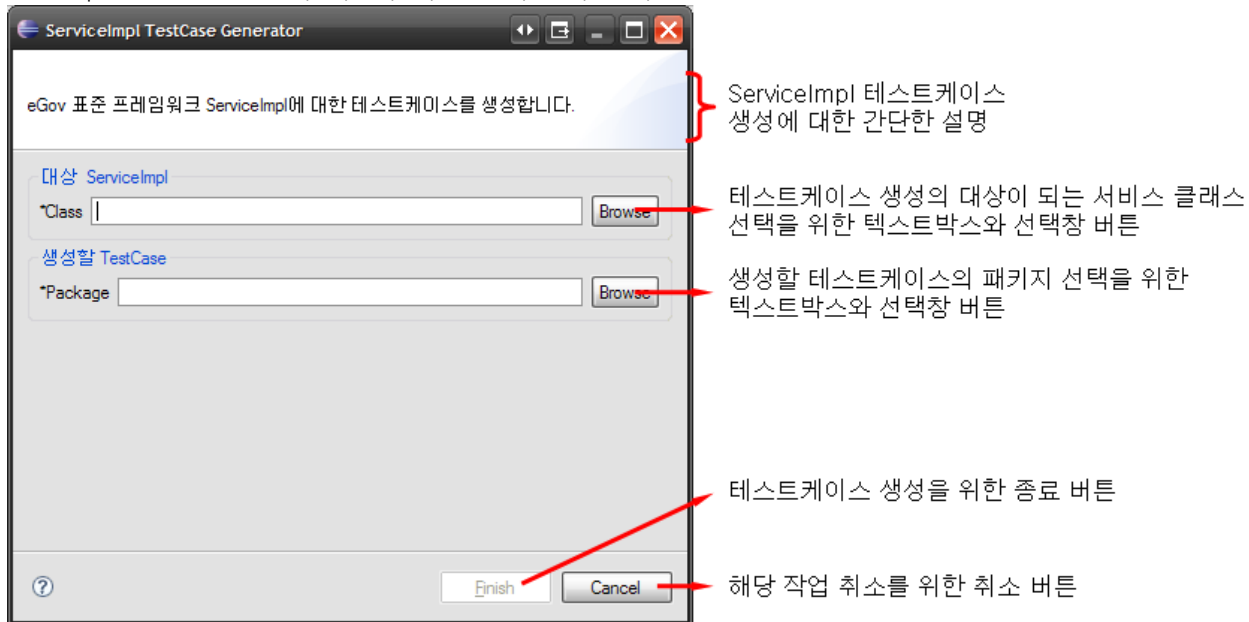 ServiceImpl TestCase Generator
eGov 표준 프레임워크 ServiceImpl에 대한 테스트케이스를 생성합니다.
ServiceImpl 테스트케이스
생성에 대한 간단한 설명
대상 ServiceImpl
*Class Browse
테스트케이스 생성의 대상이 되는 서비스 클래스
선택을 위한 텍스트박스와 선택창 버튼
생성할 TestCase
*Package Browse
생성할 테스트케이스의 패키지 선택을 위한
텍스트박스와 선택창 버튼
테스트케이스 생성을 위한 종료 버튼
Finish Cancel
해당 작업 취소를 위한 취소 버튼